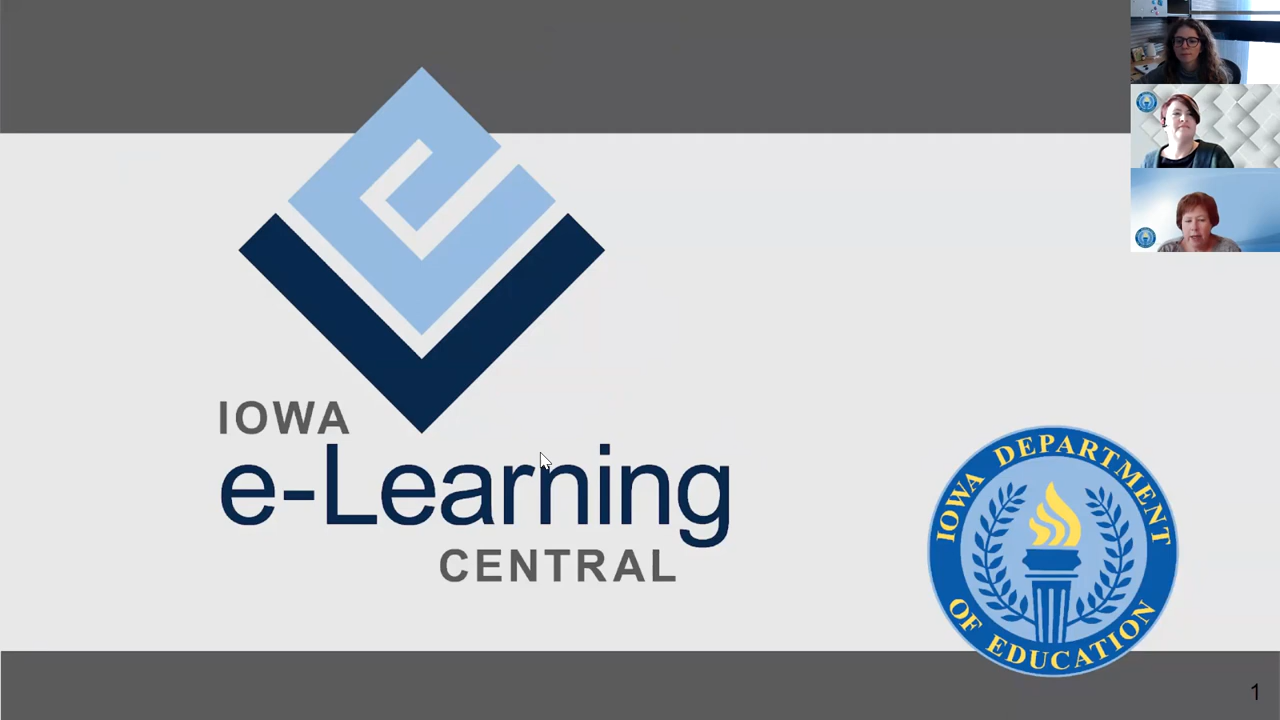 IOWA
e-Learning
CENTRAL
IOWA DEPARTMENT
OF EDUCATION
1